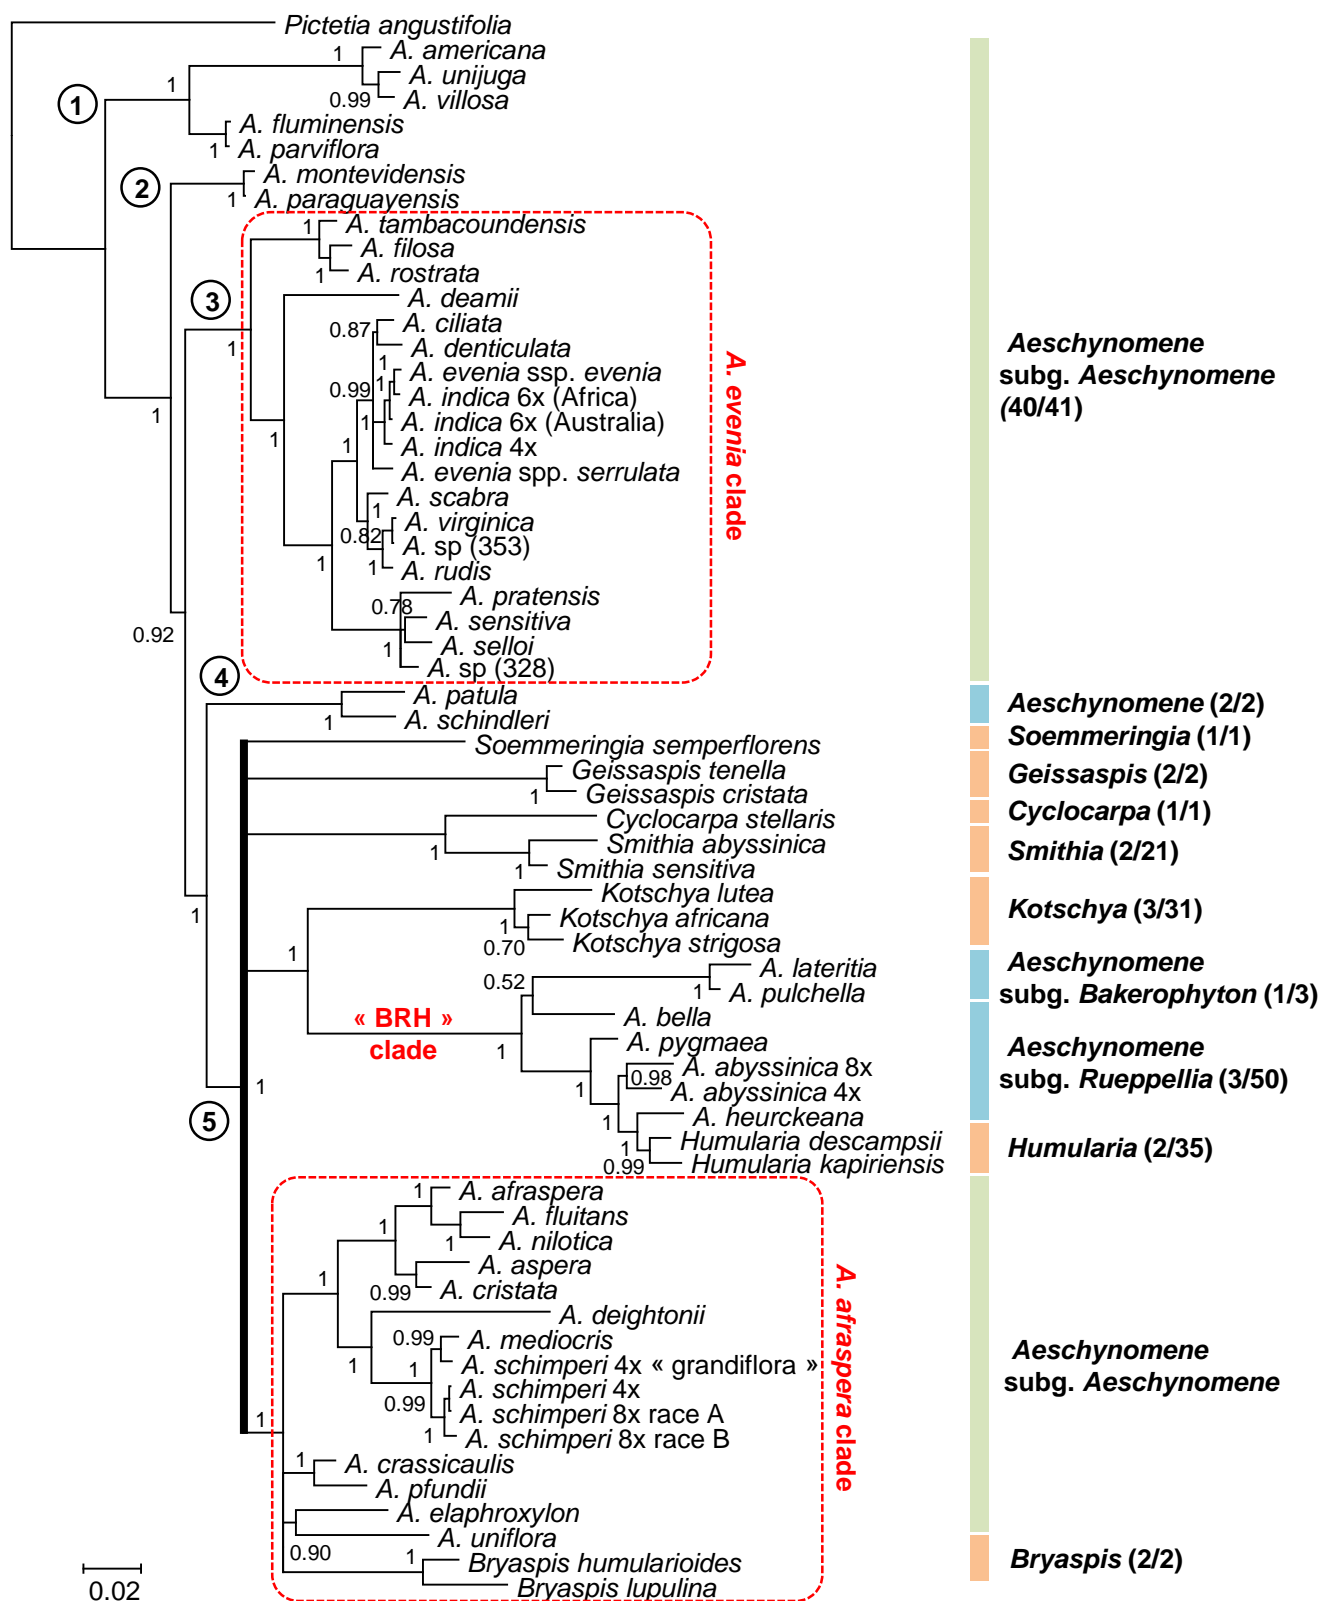 Pictetia angustifolia
1
A. americana
1
A. unijuga
1
0.99
A. villosa
A. fluminensis
1
A. parviflora
2
A. montevidensis
1
A. paraguayensis
1
A. tambacoundensis
A. filosa
1
A. rostrata
3
A. deamii
0.87
A. ciliata
1
A. denticulata
1
A. evenia ssp. evenia
0.99
1
A. indica 6x (Africa)
1
1
A. indica 6x (Australia)
1
1
A. indica 4x
A. evenia spp. serrulata
A. scabra
1
A. virginica
0.82
A. sp (353)
1
1
A. rudis
A. pratensis
0.78
A. sensitiva
0.92
1
A. selloi
A. sp (328)
A. evenia clade
Aeschynomene
subg. Aeschynomene
(40/41)
4
A. patula
1
A. schindleri
Aeschynomene (2/2)
Soemmeringia semperflorens
Soemmeringia (1/1)
Geissaspis tenella
1
Geissaspis cristata
Geissaspis (2/2)
Cyclocarpa stellaris
Cyclocarpa (1/1)
1
Smithia abyssinica
1
Smithia sensitiva
Smithia (2/21)
Kotschya lutea
1
1
Kotschya africana
1
0.70
Kotschya strigosa
Kotschya (3/31)
A. lateritia
0.52
1
A. pulchella
Aeschynomene
subg. Bakerophyton (1/3)
« BRH »
clade
A. bella
1
A. pygmaea
A. abyssinica 8x
0.98
1
1
A. abyssinica 4x
Aeschynomene
subg. Rueppellia (3/50)
5
1
A. heurckeana
1
Humularia descampsii
0.99
Humularia kapiriensis
Humularia (2/35)
1
A. afraspera
A. fluitans
1
1
A. nilotica
A. aspera
1
0.99
A. cristata
A. deightonii
0.99
A. mediocris
1
1
A. schimperi 4x « grandiflora »
A. schimperi 4x
0.99
A. schimperi 8x race A
1
1
A. schimperi 8x race B
1
A. crassicaulis
A. pfundii
A. elaphroxylon
A. uniflora
0.90
A. afraspera clade
Aeschynomene
subg. Aeschynomene
1
Bryaspis humularioides
Bryaspis lupulina
Bryaspis (2/2)
0.02